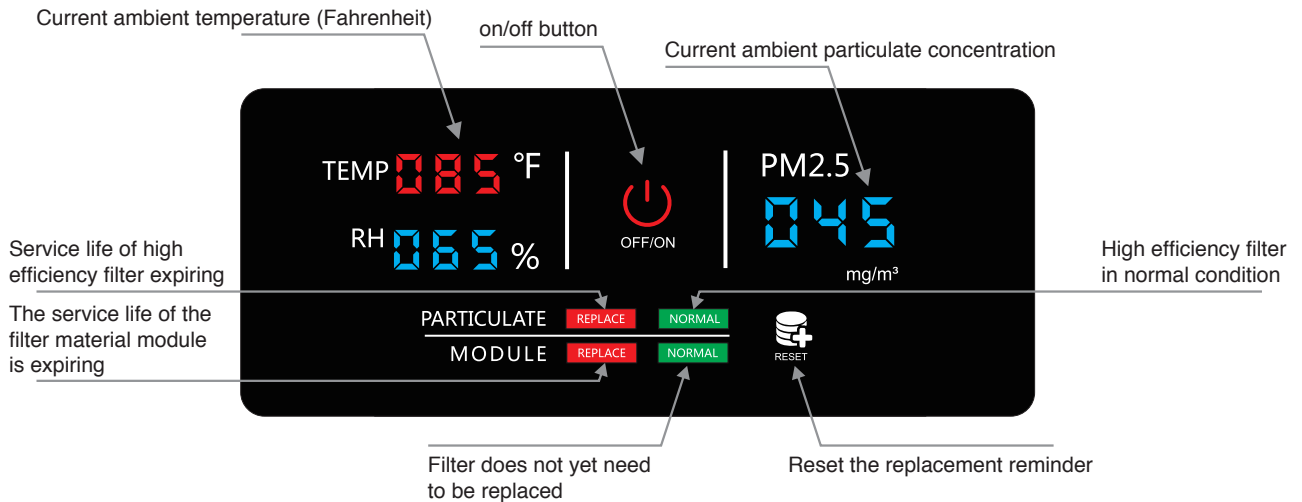 Current ambient temperature (Fahrenheit)
on/off button
Current ambient particulate concentration
TEMP 085 °F
PM2.5
OFF/ON
045
RH 065 %
mg/m³
Service life of high
efficiency filter expiring
High efficiency filter
in normal condition
The service life of the
filter material module
is expiring
PARTICULATE REPLACE NORMAL
MODULE REPLACE NORMAL
RESET
Filter does not yet need
to be replaced
Reset the replacement reminder